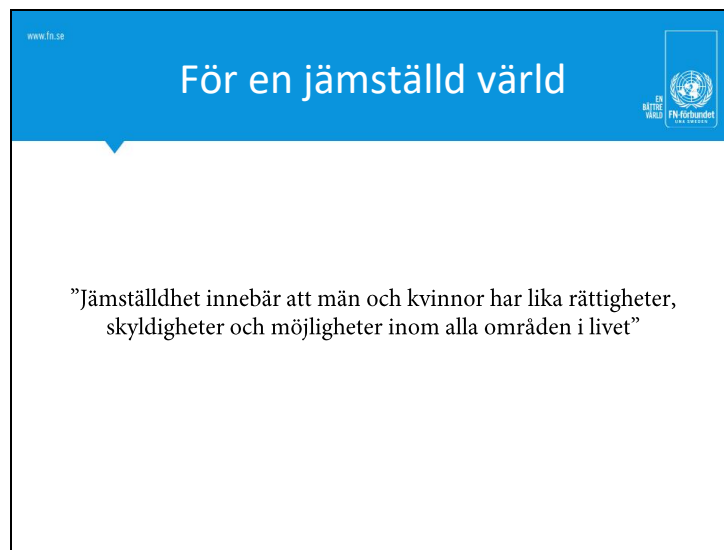 www.fn.se
För en jämställd värld
EN
BÄTTRE
VÄRLD
FN-förbundet
UNA SWEDEN
”Jämställdhet innebär att män och kvinnor har lika rättigheter,
skyldigheter och möjligheter inom alla områden i livet”